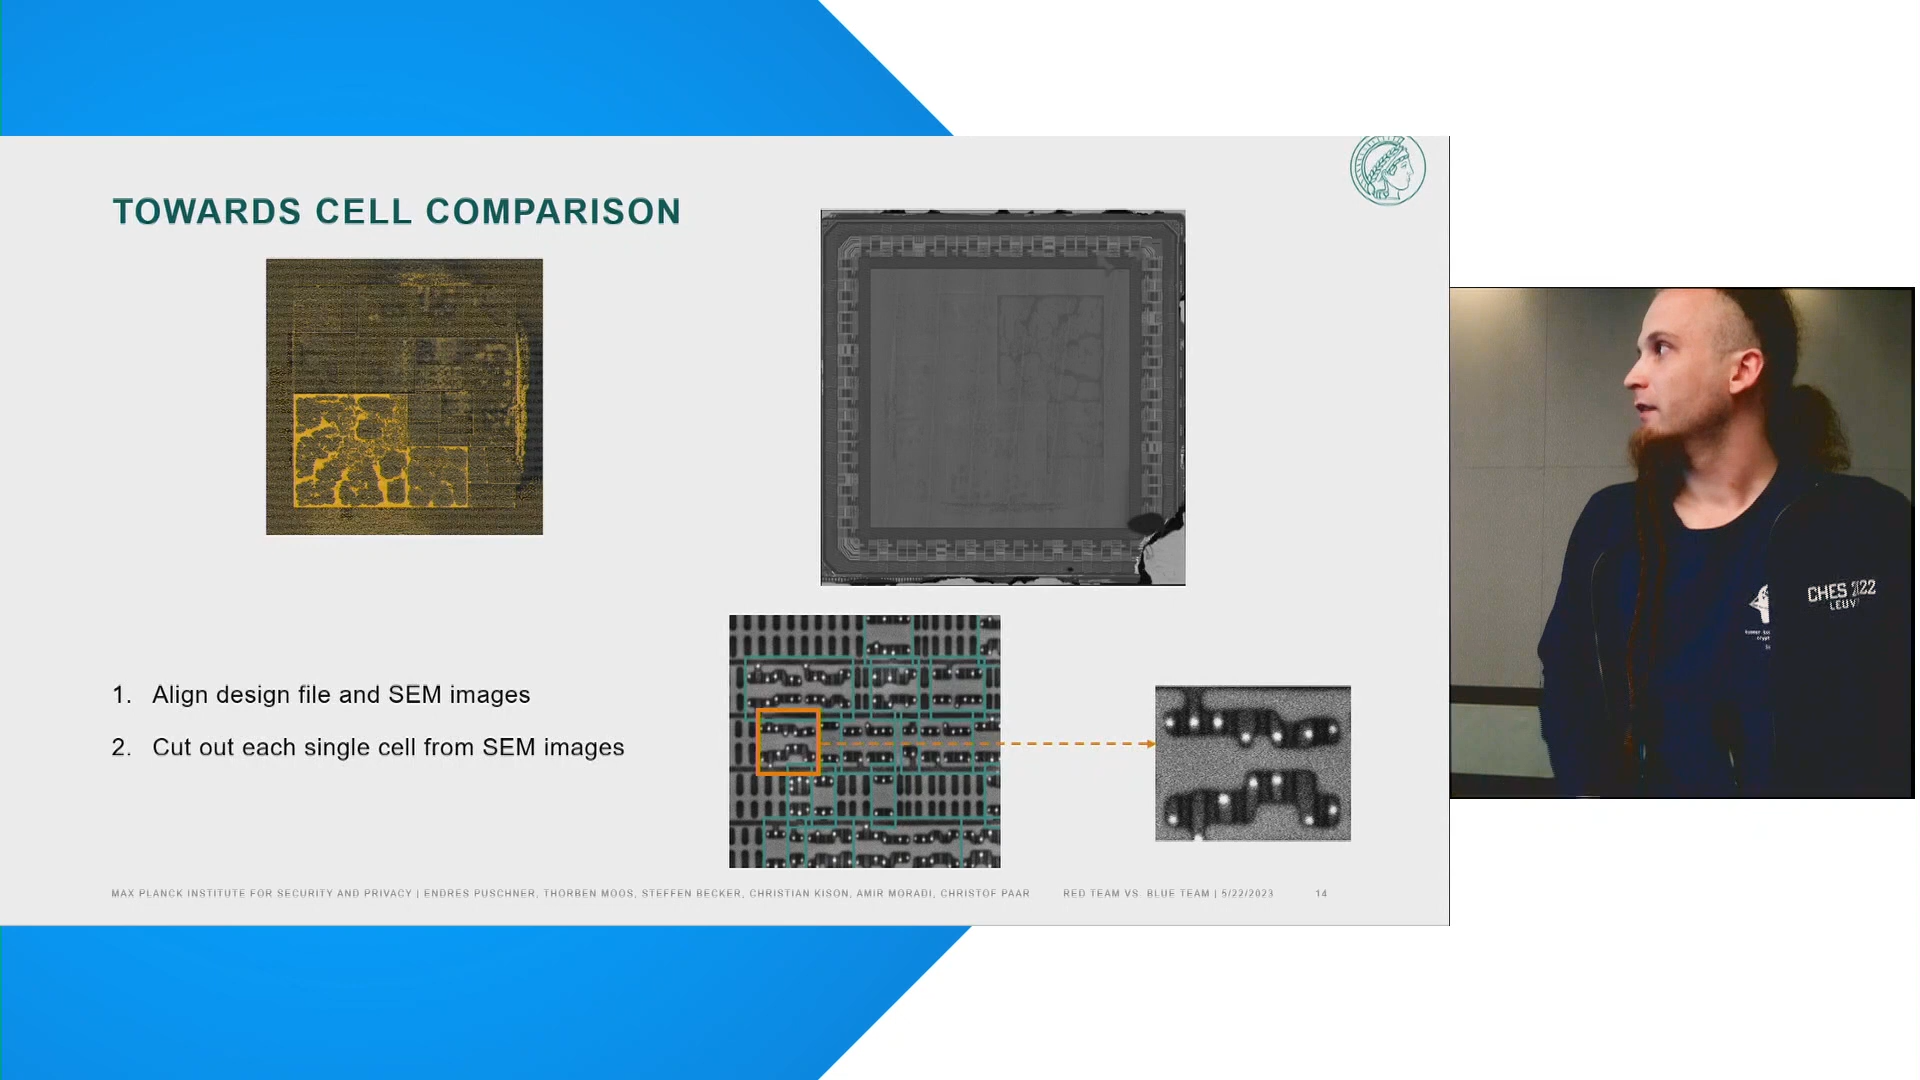 TOWARDS CELL COMPARISON
1. Align design file and SEM images
2. Cut out each single cell from SEM images
MAX PLANCK INSTITUTE FOR SECURITY AND PRIVACY | ENDRES PUSCHNER, THORBEN MOOS, STEFFEN BECKER, CHRISTIAN KISON, AMIR MORADI, CHRISTOF PAAR
RED TEAM VS. BLUE TEAM | 5/22/2023
14
CHES 2022
LEUV